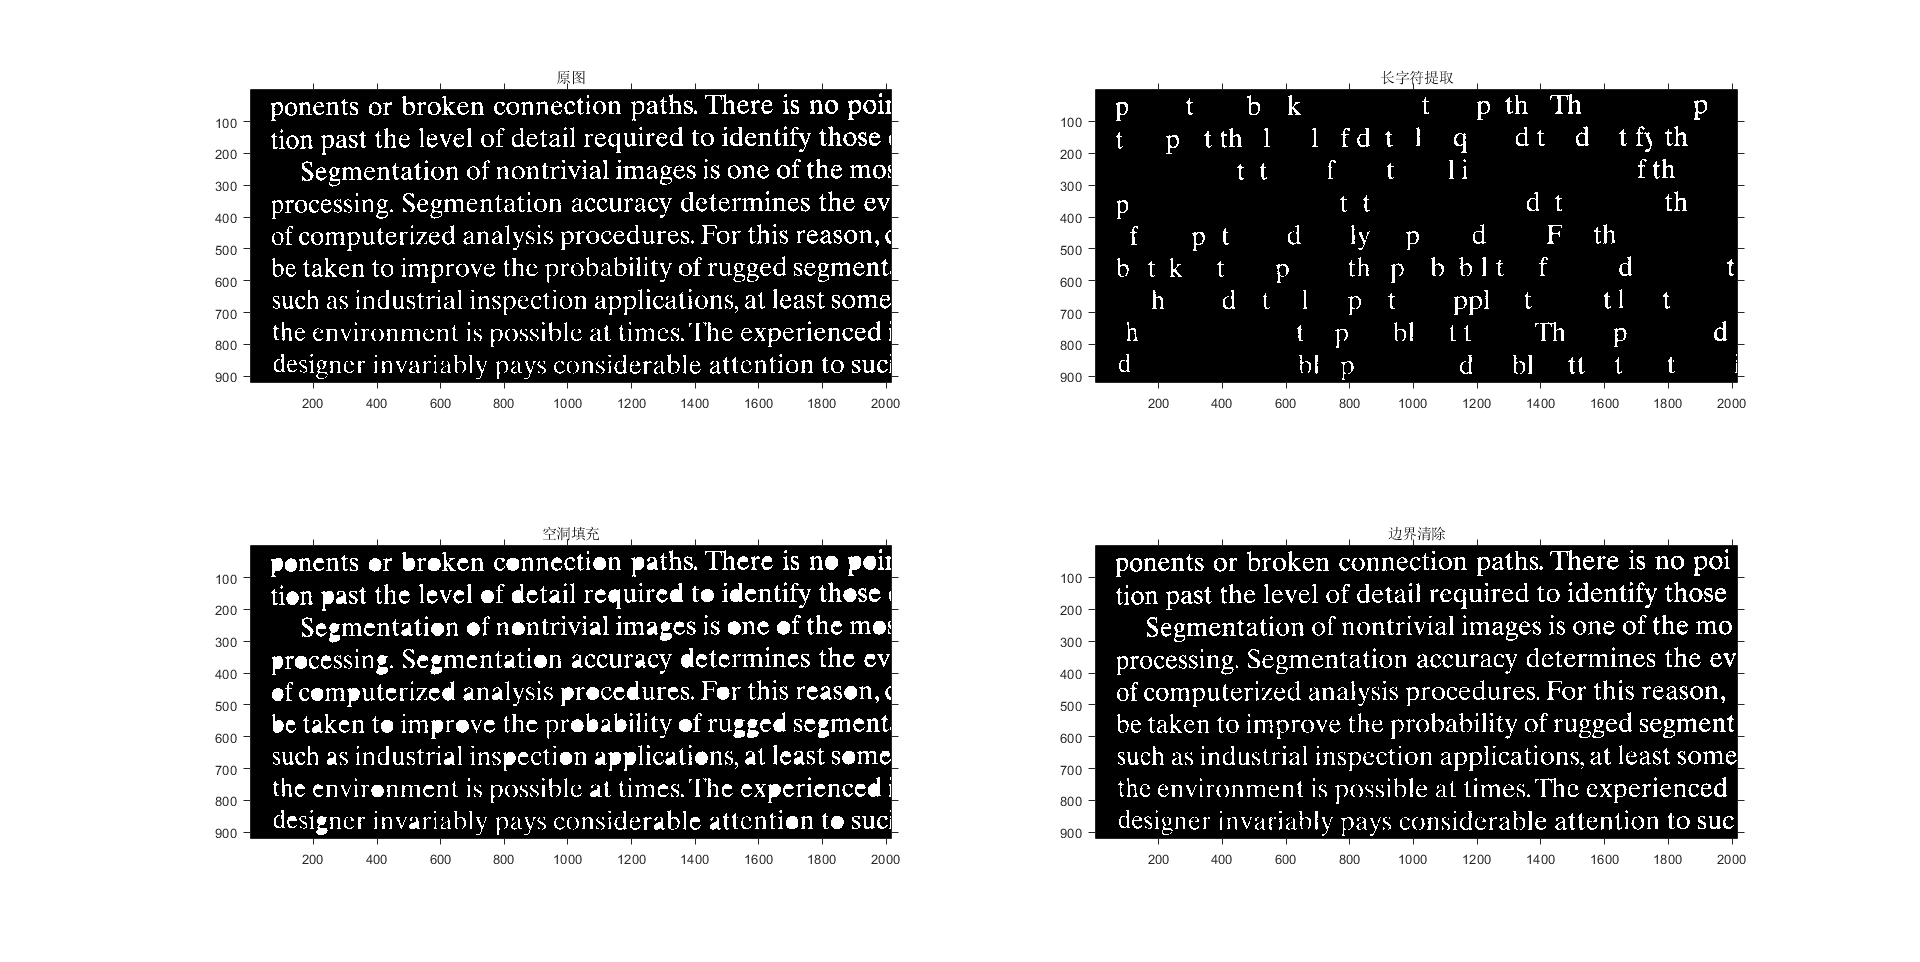 原图
ponents or broken connection paths. There is no poi
tion past the level of detail required to identify those
Segmentation of nontrivial images is one of the mos
processing. Segmentation accuracy determines the ev
of computerized analysis procedures. For this reason,
be taken to improve the probability of rugged segment
such as industrial inspection applications, at least some
the environment is possible at times. The experienced
designer invariably pays considerable attention to suc
100
200
300
400
500
600
700
800
900
200 400 600 800 1000 1200 1400 1600 1800 2000
长字符提取
p t b k t p th Th p
t p t th l l f d t l q d t d t fy th
t t f t l i f th
p t t d t th
f p t d ly p d F th
b t k t p th p b b l t f d t
h d t l p t ppl t t l t
h t p bl t t Th p d
d bl p d bl tt t t
100
200
300
400
500
600
700
800
900
200 400 600 800 1000 1200 1400 1600 1800 2000
空洞填充
ponents or broken connection paths. There is no poi
tion past the level of detail required to identify those
Segmentation of nontrivial images is one of the mos
processing. Segmentation accuracy determines the ev
of computerized analysis procedures. For this reason,
be taken to improve the probability of rugged segment
such as industrial inspection applications, at least some
the environment is possible at times. The experienced
designer invariably pays considerable attention to suc
100
200
300
400
500
600
700
800
900
200 400 600 800 1000 1200 1400 1600 1800 2000
边界清除
ponents or broken connection paths. There is no poi
tion past the level of detail required to identify those
Segmentation of nontrivial images is one of the mo
processing. Segmentation accuracy determines the ev
of computerized analysis procedures. For this reason,
be taken to improve the probability of rugged segment
such as industrial inspection applications, at least some
the environment is possible at times. The experienced
designer invariably pays considerable attention to suc
100
200
300
400
500
600
700
800
900
200 400 600 800 1000 1200 1400 1600 1800 2000